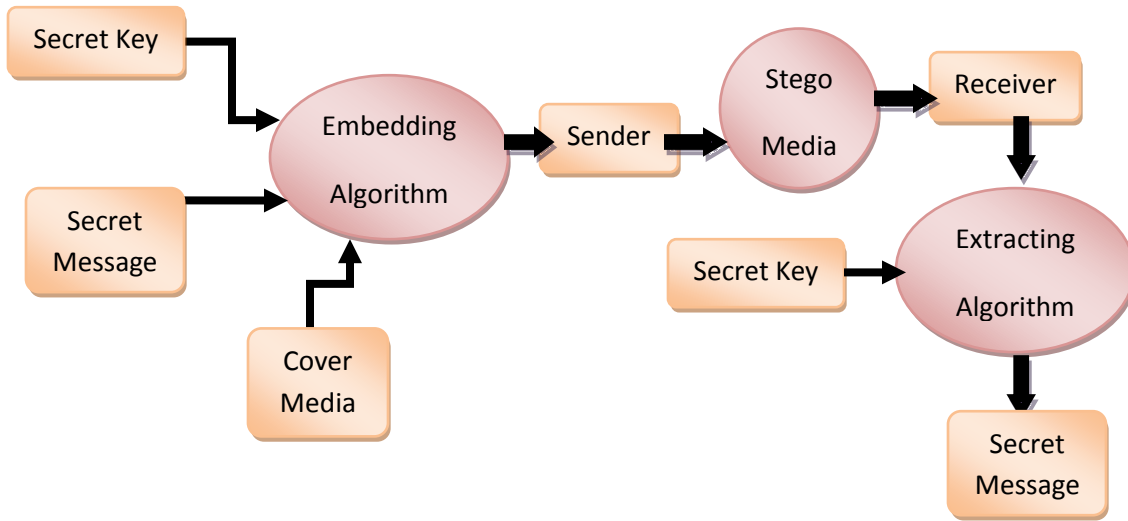 Secret Key
Secret
Message
Cover
Media
Embedding
Algorithm
Sender
Stego
Media
Receiver
Secret Key
Extracting
Algorithm
Secret
Message